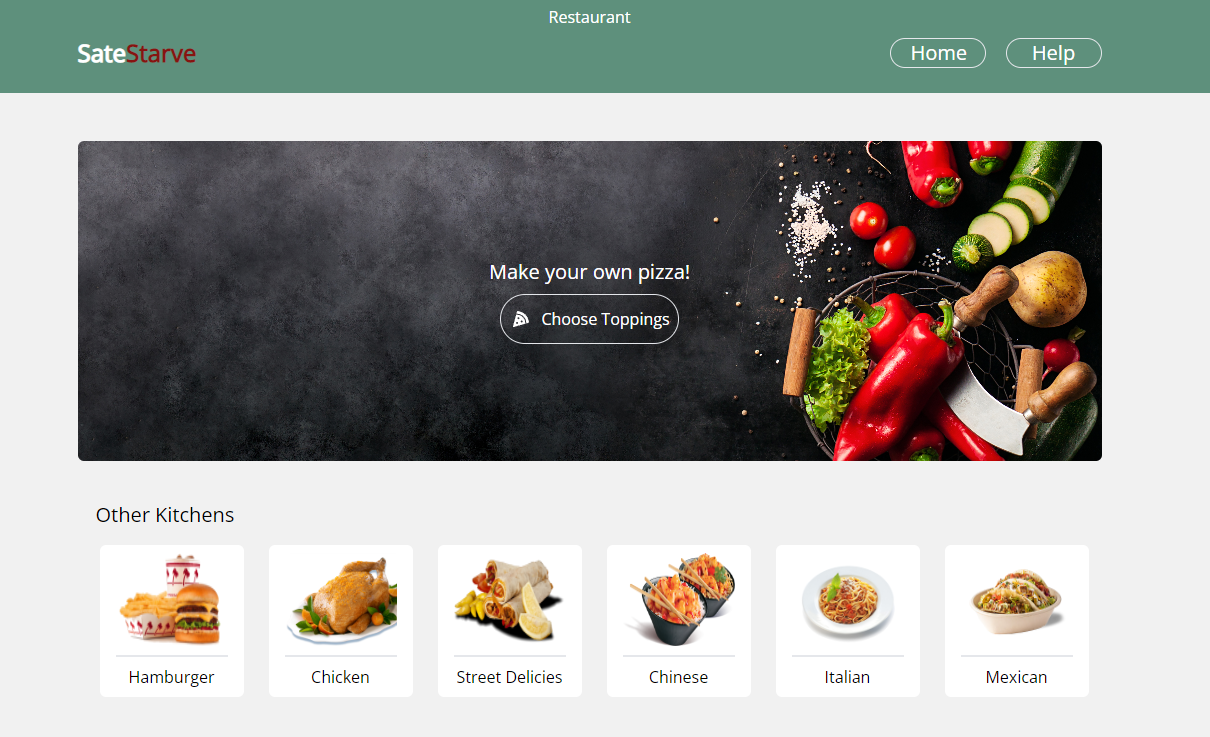 Restaurant
SateStarve
Home
Help
Make your own pizza!
Choose Toppings
Other Kitchens
Hamburger
Chicken
Street Delicies
Chinese
Italian
Mexican